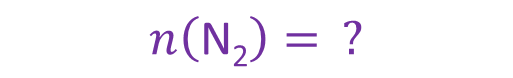 n(N₂) = ?